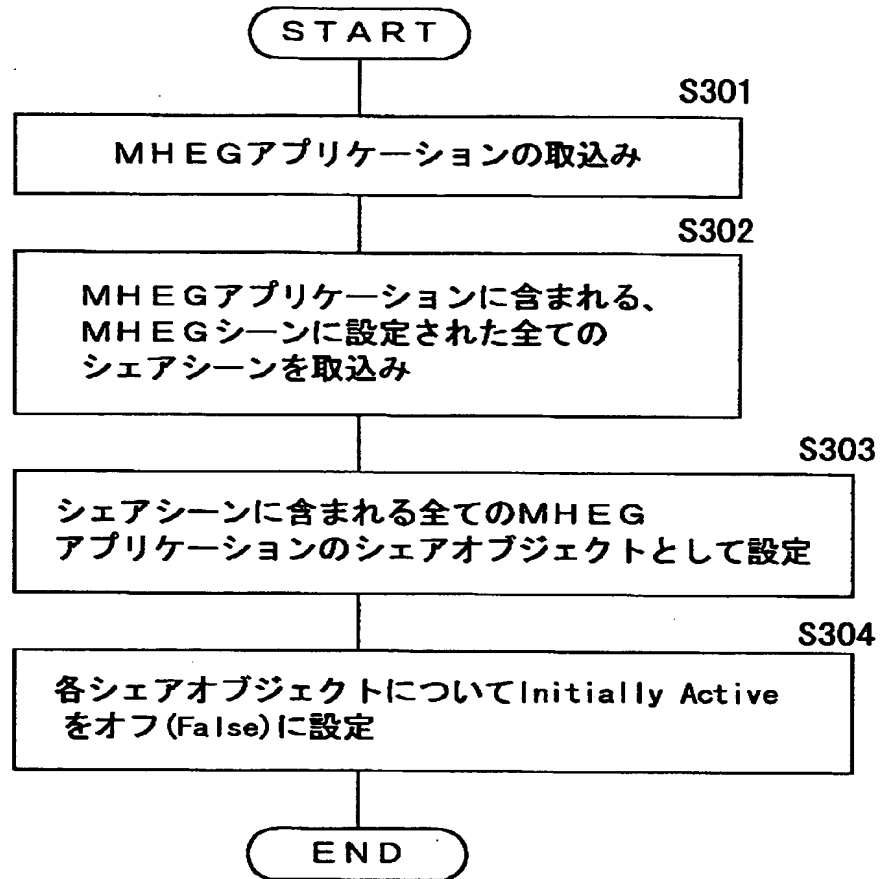 START
S301
MHEGアプリケーションの取込み
S302
MHEGアプリケーションに含まれる、
MHEGシーンに設定された全ての
シェアシーンを取込み
S303
シェアシーンに含まれる全てのMHEG
アプリケーションのシェアオブジェクトとして設定
S304
各シェアオブジェクトについてInitially Active
をオフ(False)に設定
END